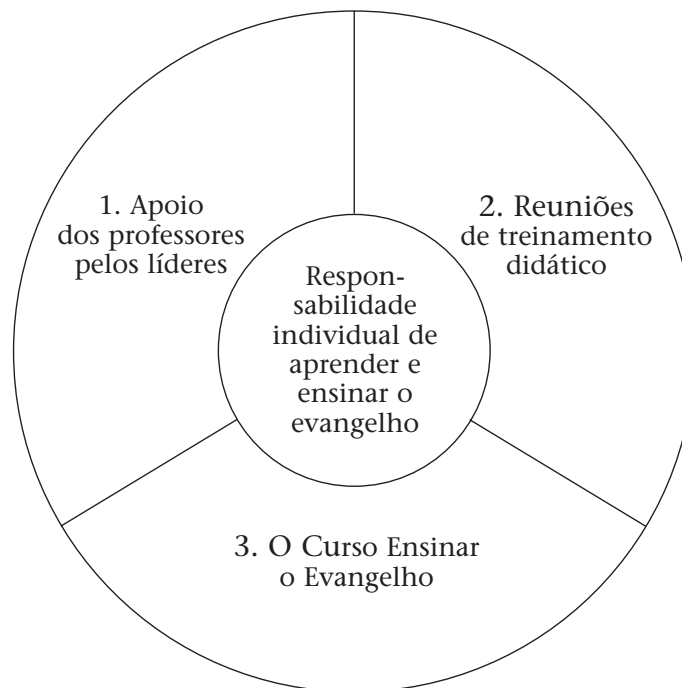 1. Apoio
dos professores
pelos líderes
2. Reuniões
de treinamento
didático
Respon-
sabilidade
individual de
aprender e
ensinar o
evangelho
3. O Curso Ensinar
o Evangelho